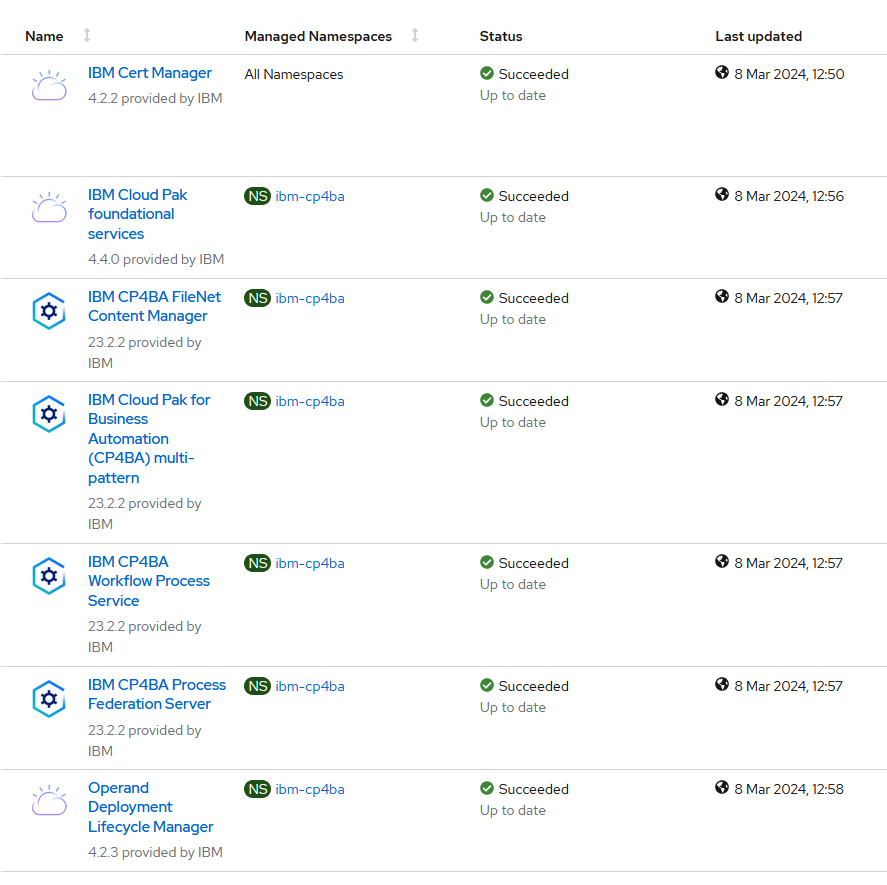 Name Managed Namespaces Status Last updated
IBM Cert Manager All Namespaces Succeeded 8 Mar 2024, 12:50
4.2.2 provided by IBM Up to date
IBM Cloud Pak NS ibm-cp4ba Succeeded 8 Mar 2024, 12:56
foundational Up to date
services
4.4.0 provided by IBM
IBM CP4BA FileNet NS ibm-cp4ba Succeeded 8 Mar 2024, 12:57
Content Manager Up to date
23.2.2 provided by
IBM
IBM Cloud Pak for NS ibm-cp4ba Succeeded 8 Mar 2024, 12:57
Business Up to date
Automation
(CP4BA) multi-
pattern
23.2.2 provided by
IBM
IBM CP4BA NS ibm-cp4ba Succeeded 8 Mar 2024, 12:57
Workflow Process Up to date
Service
23.2.2 provided by
IBM
IBM CP4BA Process NS ibm-cp4ba Succeeded 8 Mar 2024, 12:57
Federation Server Up to date
23.2.2 provided by
IBM
Operand NS ibm-cp4ba Succeeded 8 Mar 2024, 12:58
Deployment Up to date
Lifecycle Manager
4.2.3 provided by IBM